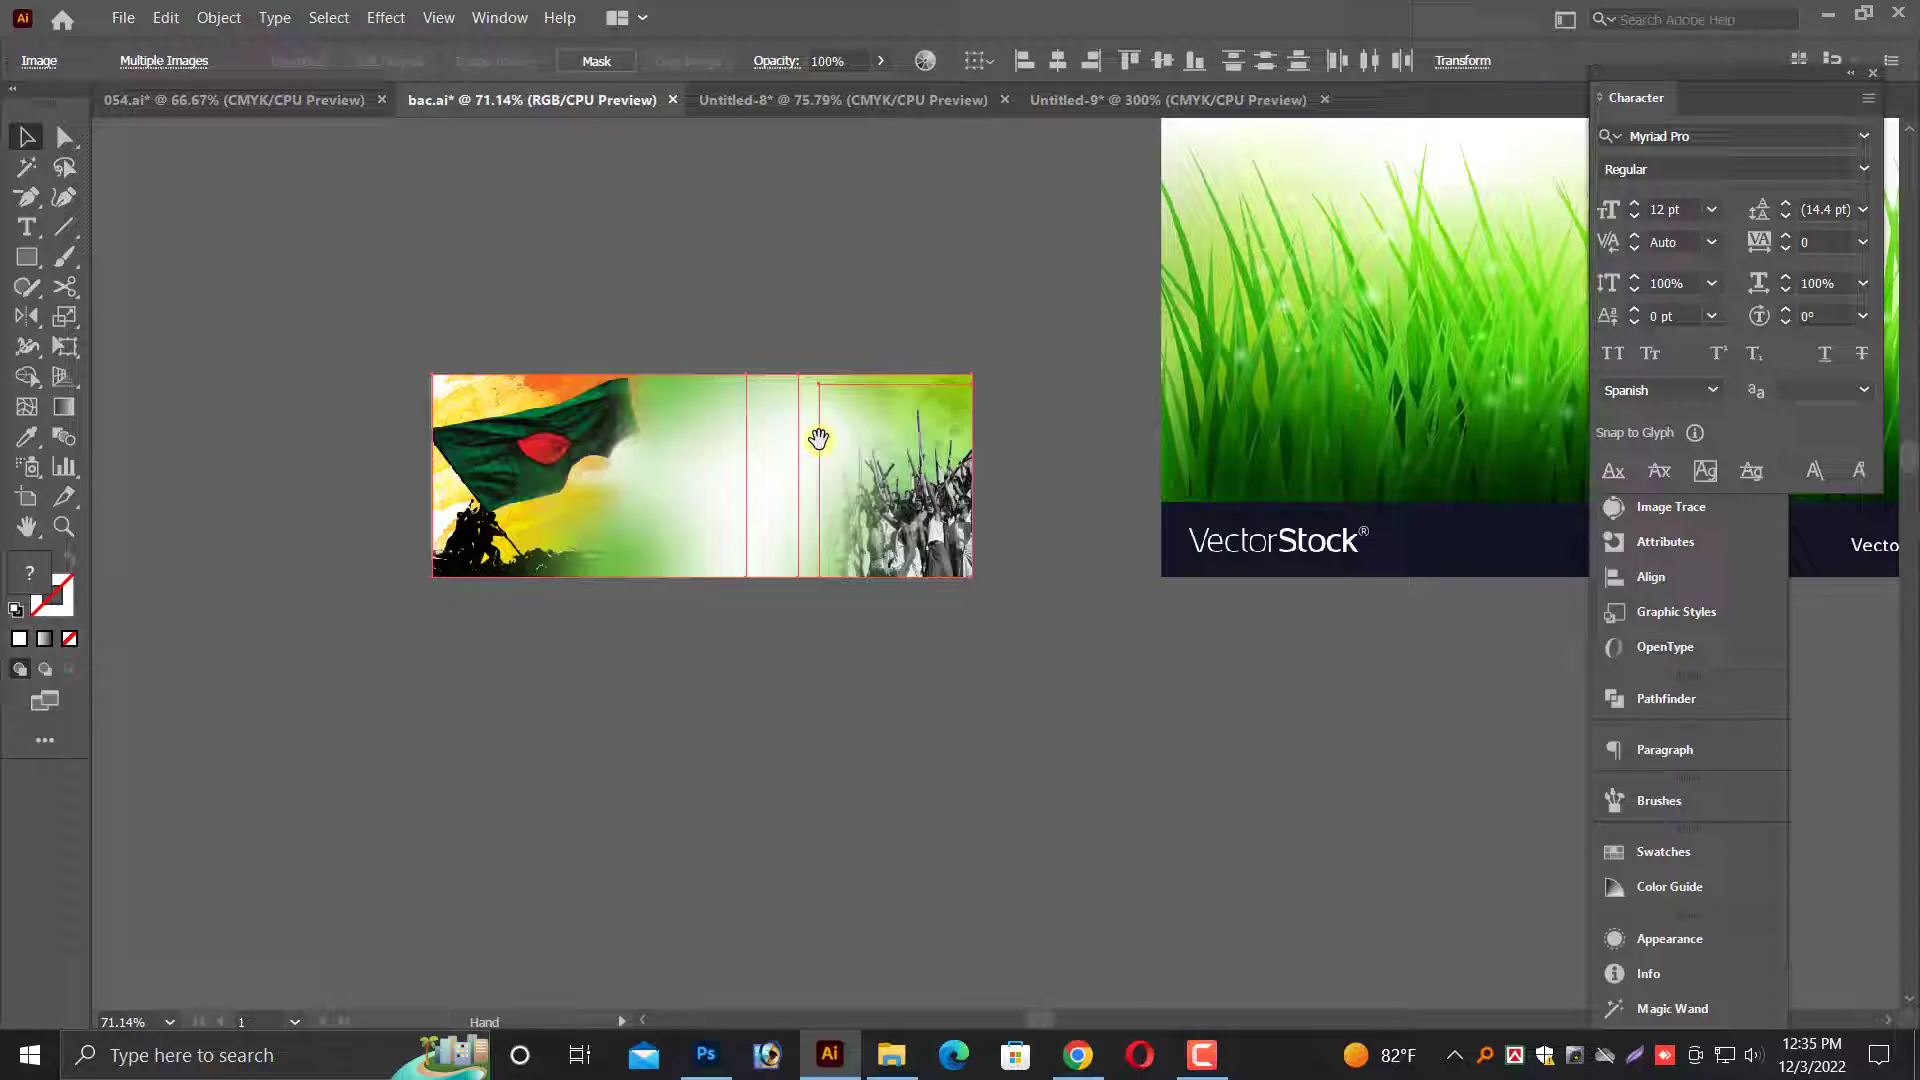 Ai
File Edit Object Type Select Effect View Window Help
Search Adobe Help
Image Multiple Images Mask Opacity: 100% Transform
054.ai* @ 66.67% (CMYK/CPU Preview)
bac.ai* @ 71.14% (RGB/CPU Preview)
Untitled-8* @ 75.79% (CMYK/CPU Preview)
Untitled-9* @ 300% (CMYK/CPU Preview)
Character
Myriad Pro
Regular
12 pt (14.4 pt)
Auto 0
100% 100%
0 pt 0°
Spanish
Snap to Glyph
VectorStock®
Vecto
Image Trace
Attributes
Align
Graphic Styles
OpenType
Pathfinder
Paragraph
Brushes
Swatches
Color Guide
Appearance
Info
Magic Wand
71.14% 1 Hand
Type here to search
Ps
Ai
82°F
12:35 PM
12/3/2022